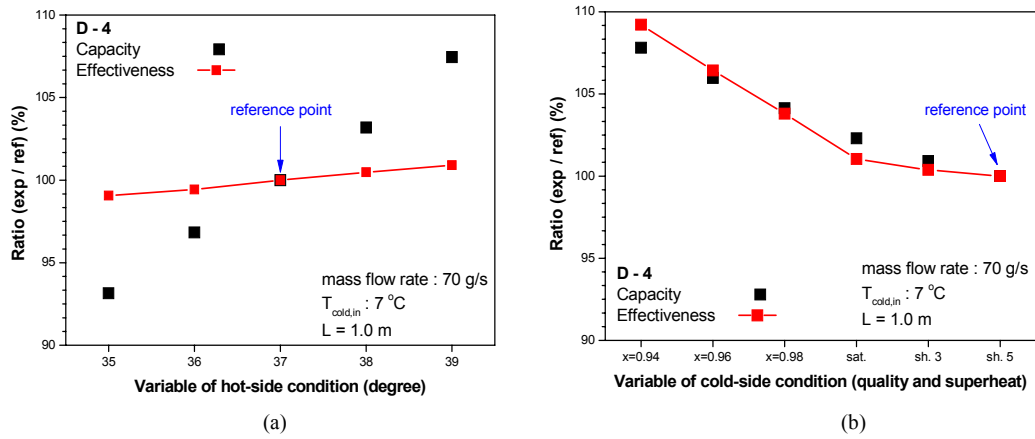 110
105
100
95
90
Ratio (exp / ref) (%)
D - 4
Capacity
Effectiveness
reference point
mass flow rate : 70 g/s
T cold,in : 7 °C
L = 1.0 m
35 36 37 38 39
Variable of hot-side condition (degree)
(a)
110
105
100
95
90
Ratio (exp / ref) (%)
reference point
D - 4
Capacity
Effectiveness
mass flow rate : 70 g/s
T cold,in : 7 °C
L = 1.0 m
x=0.94 x=0.96 x=0.98 sat. sh. 3 sh. 5
Variable of cold-side condition (quality and superheat)
(b)